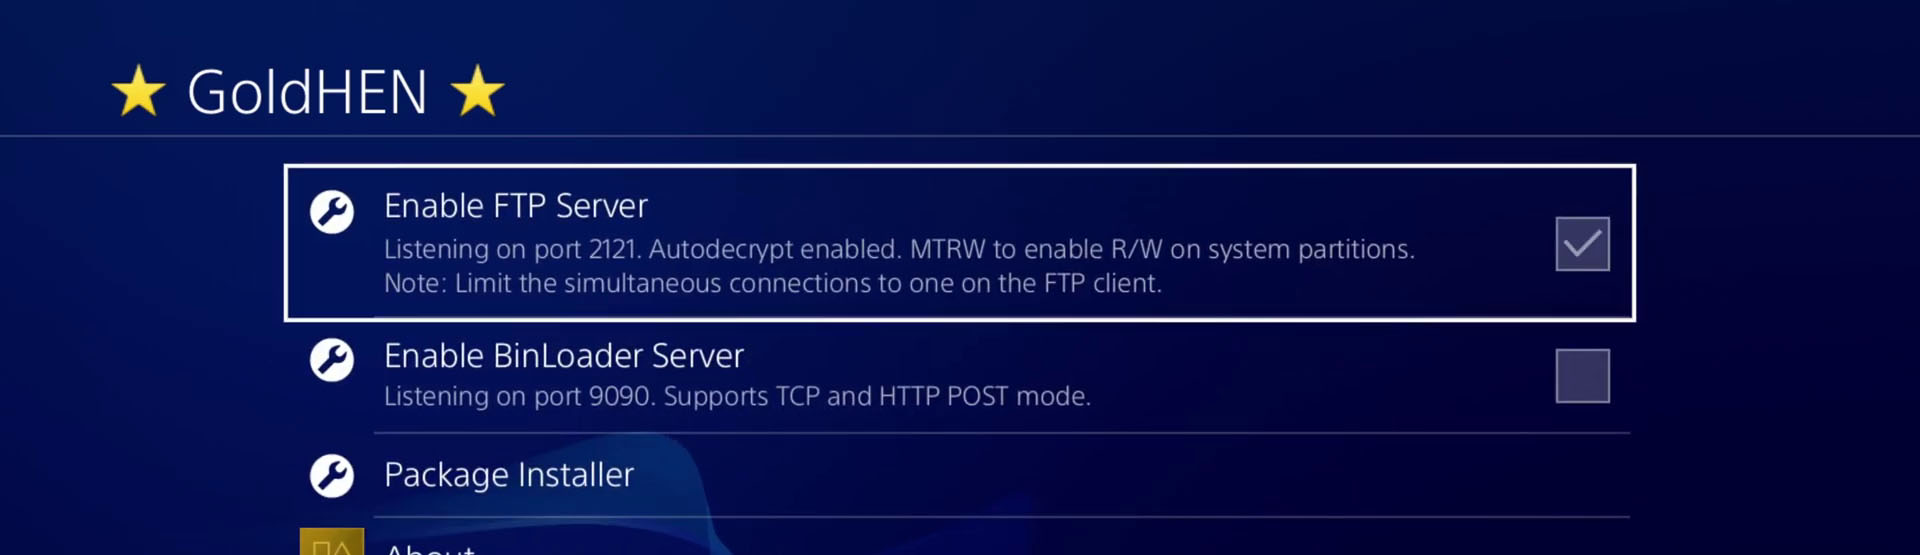 GoldHEN
Enable FTP Server
Listening on port 2121. Autodecrypt enabled. MTRW to enable R/W on system partitions.
Note: Limit the simultaneous connections to one on the FTP client.
Enable BinLoader Server
Listening on port 9090. Supports TCP and HTTP POST mode.
Package Installer
About